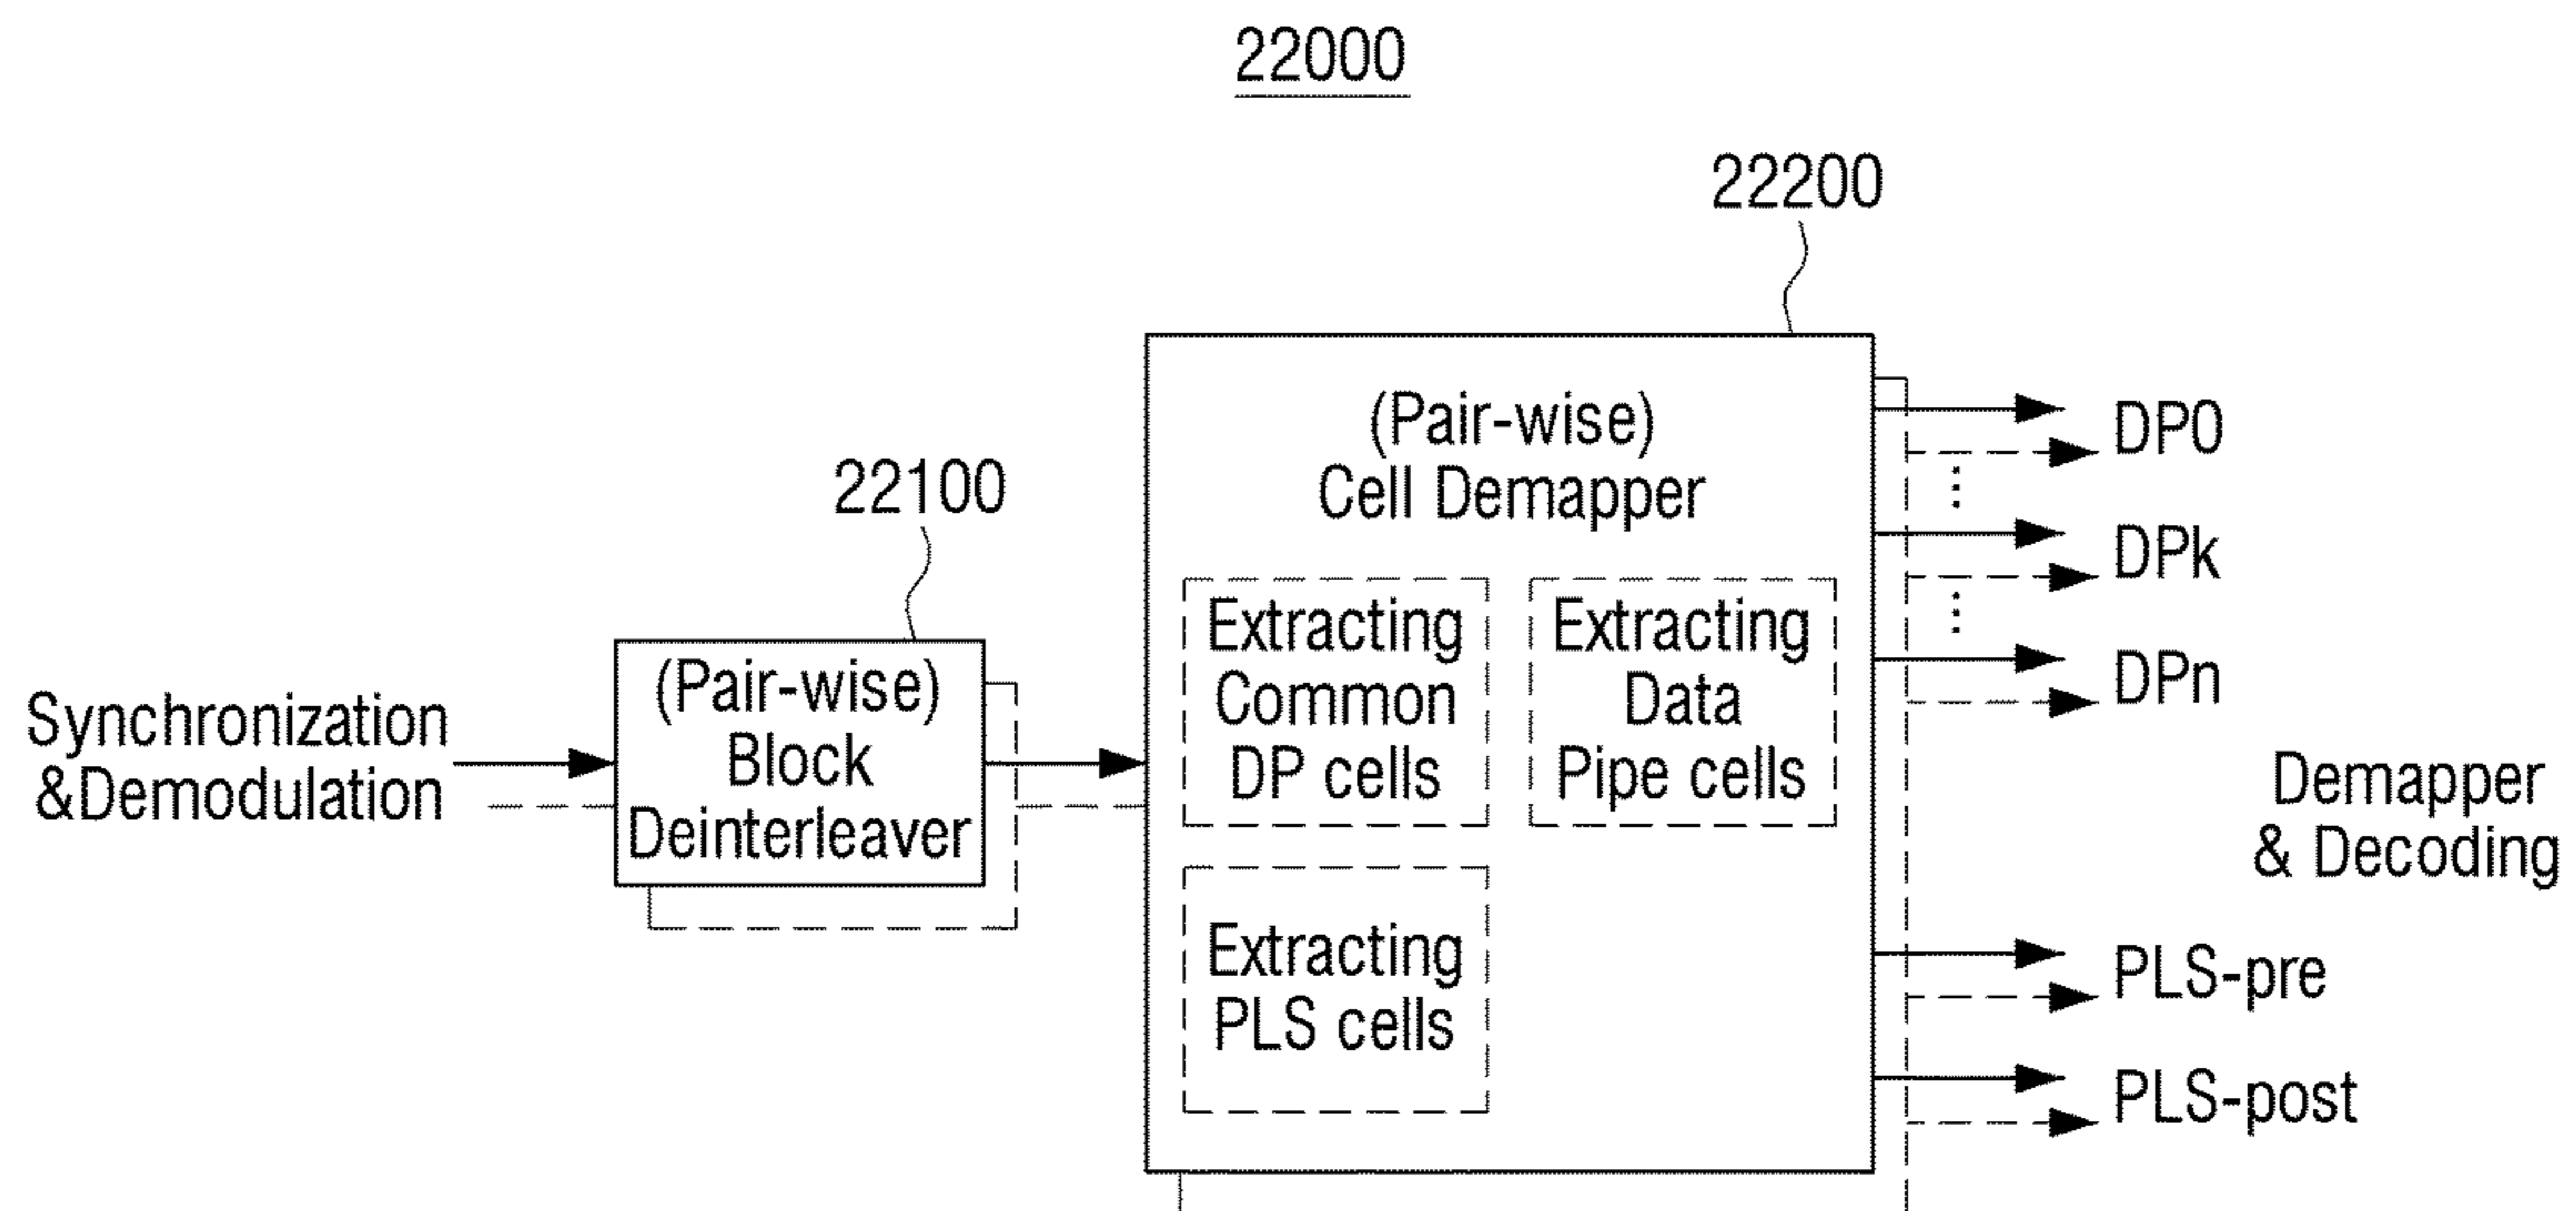 22000
22200
22100
(Pair-wise)
Cell Demapper
Extracting
Common
DP cells
Extracting
Data
Pipe cells
Extracting
PLS cells
(Pair-wise)
Block
Deinterleaver
Synchronization
&Demodulation
DP0
DPk
DPn
Demapper
& Decoding
PLS-pre
PLS-post